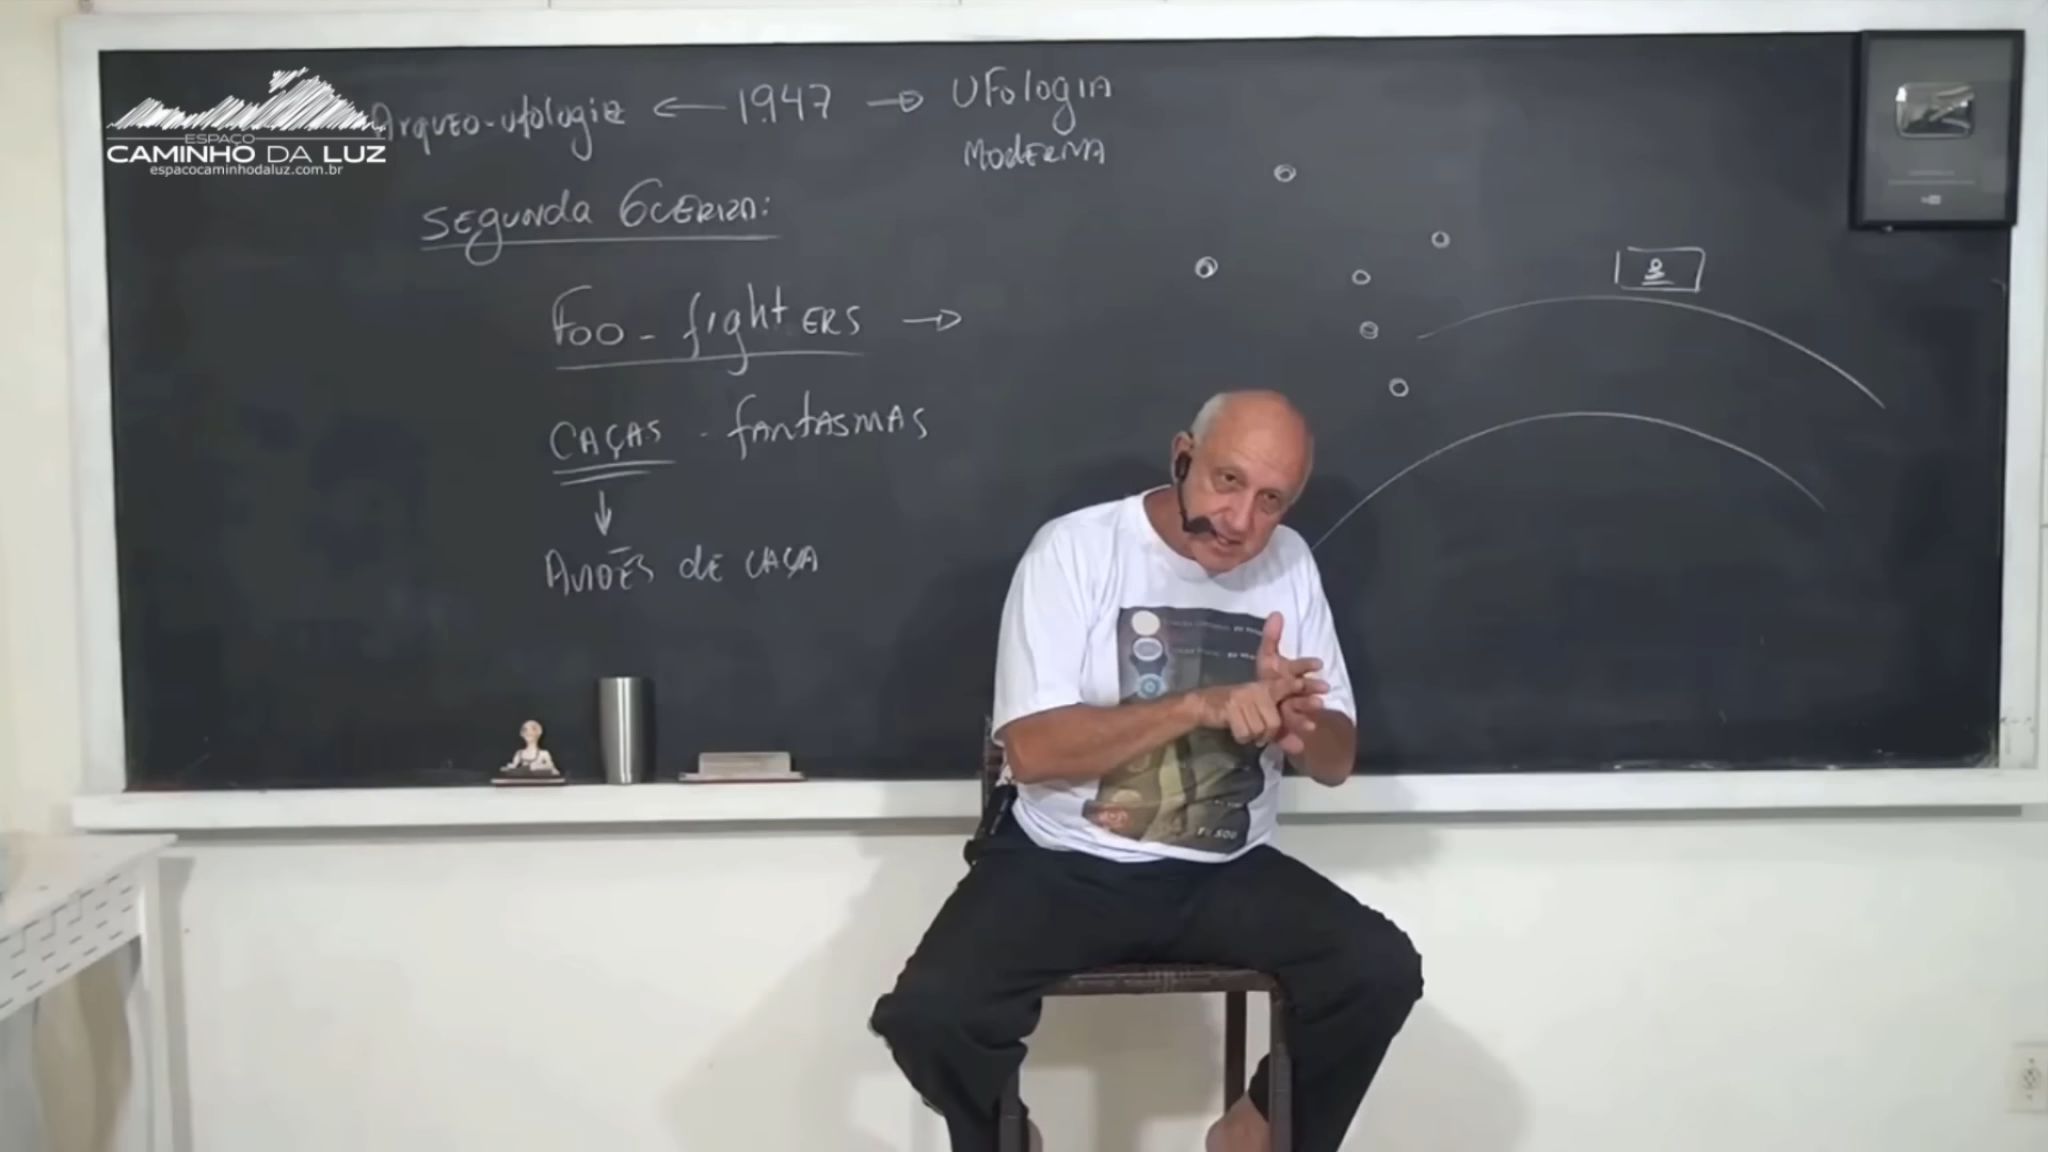 ESPAÇO
CAMINHO DA LUZ
espacocaminhodaluz.com.br
Arqueo-ufologia ← 1947 → UFologIA
ModERNA
SEgUNdA GUERRA:
Foo-fightERS →
CAÇAS - fANtASMAS
↓
AviõES dE CAÇA